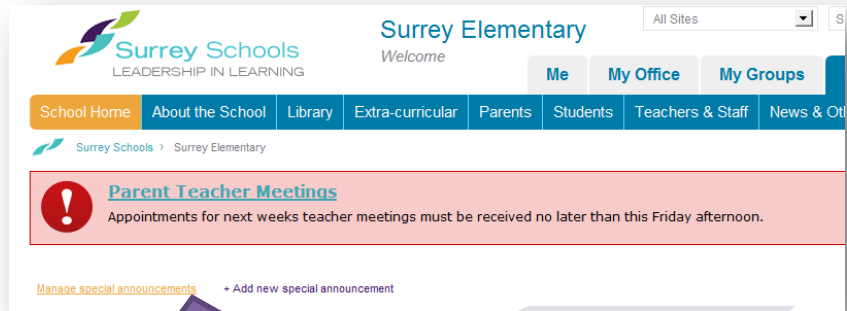 Surrey Schools
LEADERSHIP IN LEARNING
Surrey Elementary
Welcome
All Sites
S
Me My Office My Groups
School Home About the School Library Extra-curricular Parents Students Teachers & Staff News &
Surrey Schools › Surrey Elementary
Parent Teacher Meetings
Appointments for next weeks teacher meetings must be received no later than this Friday afternoon.
Manage special announcements + Add new special announcement